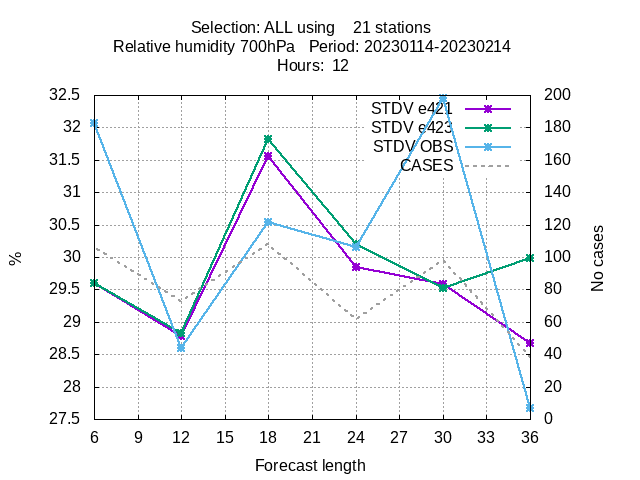 Selection: ALL using    21 stations
Relative humidity 700hPa   Period: 20230114-20230214
Hours:  12
32.5
32
31.5
31
30.5
30
29.5
29
28.5
28
27.5
%
STDV e421
STDV e423
STDV OBS
CASES
200
180
160
140
120
100
80
60
40
20
0
No cases
6 9 12 15 18 21 24 27 30 33 36
Forecast length